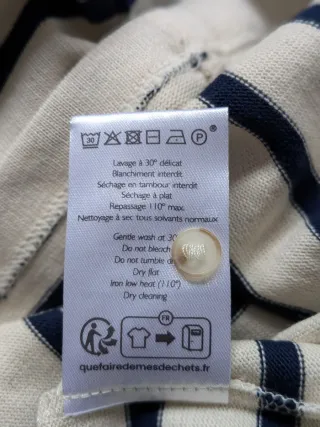 30 P ®
Lavage à 30° délicat
Blanchiment interdit
Séchage en tambour interdit
Séchage à plat
Repassage 110° max.
Nettoyage à sec tous solvants normaux
Gentle wash at 30
Do not bleach
Do not tumble
Dry flat
Iron low heat (110°)
Dry cleaning
FR
quefairedemesdechets.fr